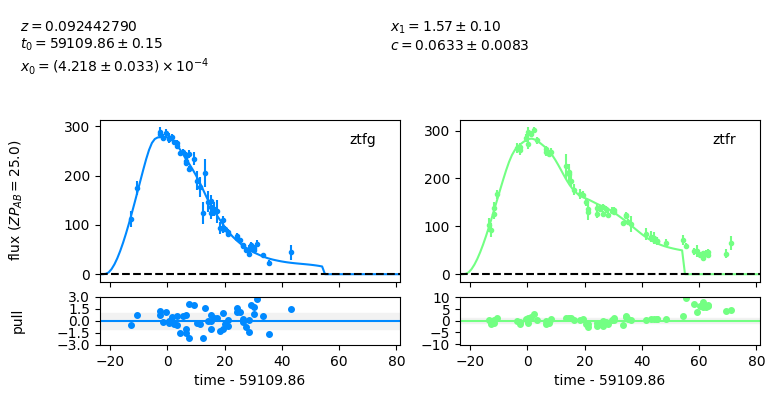 z = 0.092442790
t₀ = 59109.86 ± 0.15
x₀ = (4.218 ± 0.033) × 10⁻⁴
x₁ = 1.57 ± 0.10
c = 0.0633 ± 0.0083
flux (ZP_AB = 25.0)
300
200
100
0
ztfg
300
200
100
0
ztfr
pull
3.0
1.5
0.0
−1.5
−3.0
10
5
0
−5
−10
−20 0 20 40 60 80
−20 0 20 40 60 80
time - 59109.86
time - 59109.86